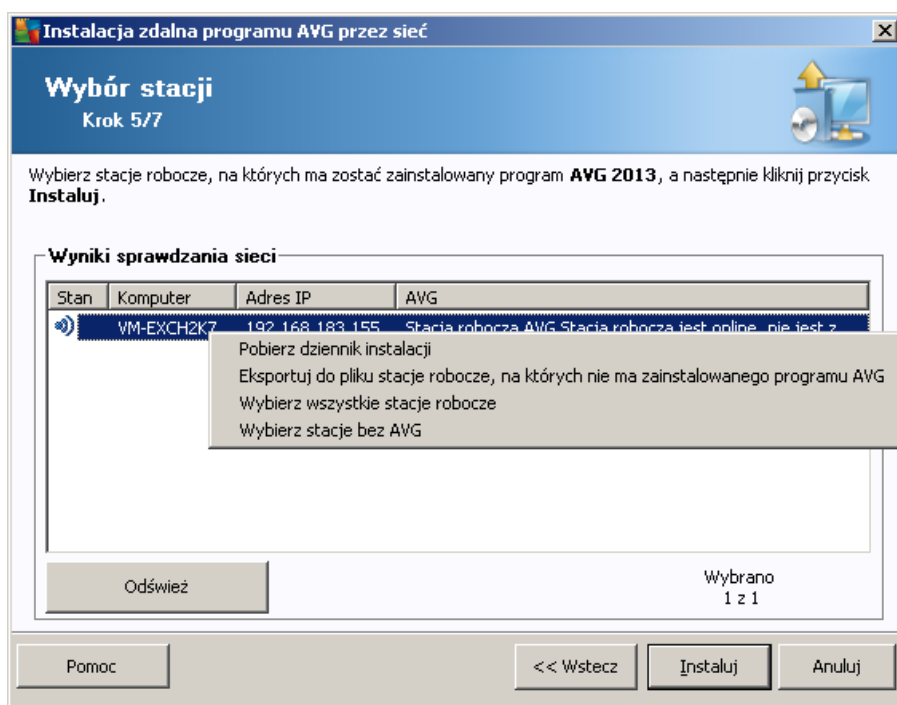 Instalacja zdalna programu AVG przez sieć
Wybór stacji
Krok 5/7
Wybierz stacje robocze, na których ma zostać zainstalowany program AVG 2013, a następnie kliknij przycisk
Instaluj.
Wyniki sprawdzania sieci
Stan Komputer Adres IP AVG
VM-EXCH2K7 192.168.183.155 Stacja robocza AVG Stacja robocza jest online, nie jest z...
Pobierz dziennik instalacji
Eksportuj do pliku stacje robocze, na których nie ma zainstalowanego programu AVG
Wybierz wszystkie stacje robocze
Wybierz stacje bez AVG
Odśwież
Wybrano
1 z 1
Pomoc << Wstecz Instaluj Anuluj